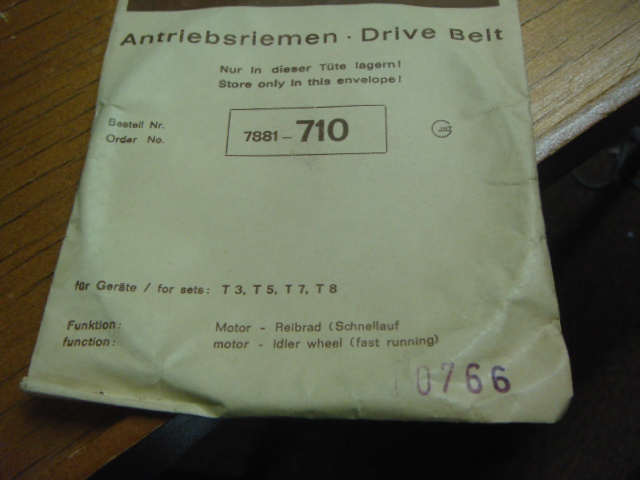 Antriebsriemen · Drive Belt
Nur in dieser Tüte lagern!
Store only in this envelope!
Bestell Nr.
Order No.
7881-710
für Geräte / for sets: T 3, T 5, T 7, T 8
Funktion: Motor - Reibrad (Schnellauf
function: motor - idler wheel (fast running)
0766